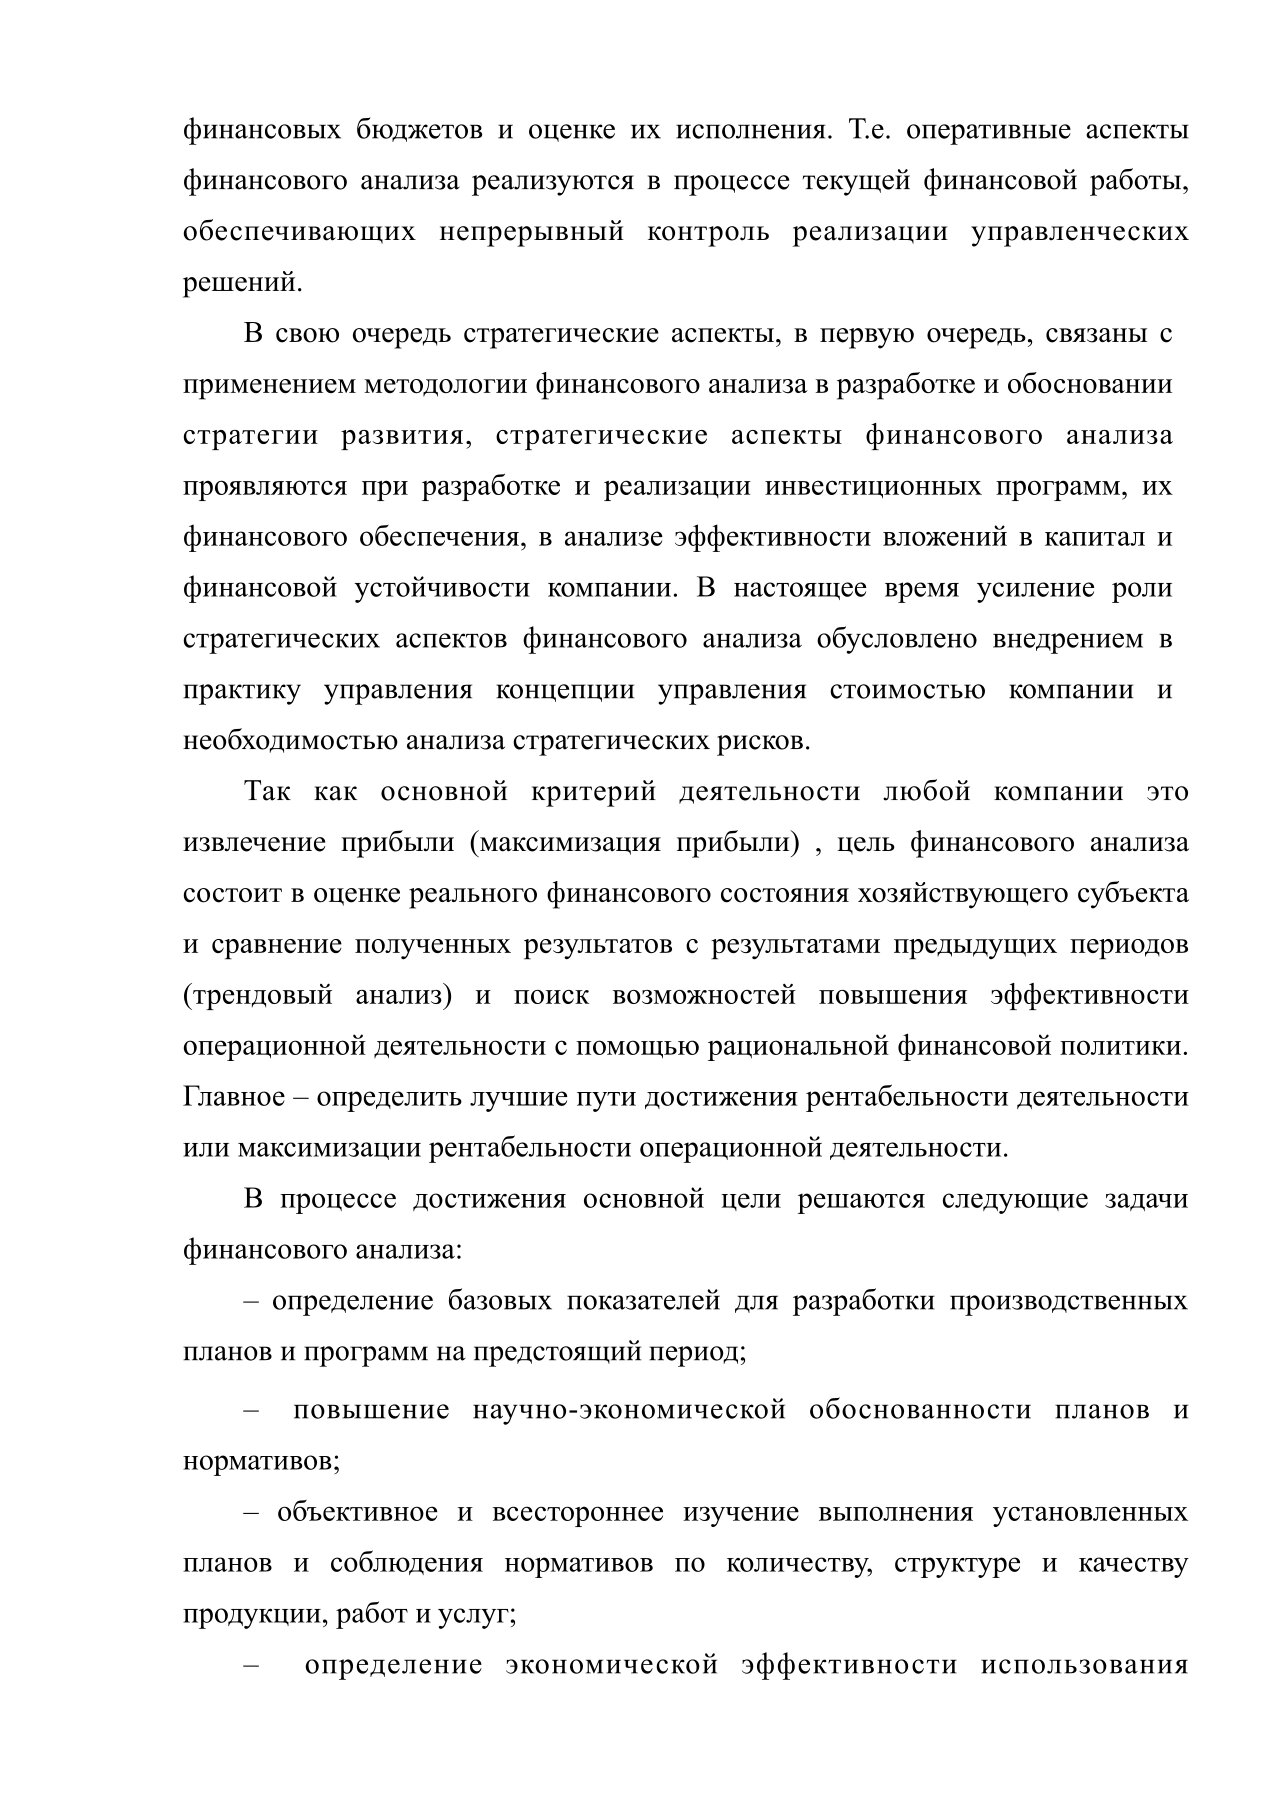 финансовых бюджетов и оценке их исполнения. Т.е. оперативные аспекты
финансового анализа реализуются в процессе текущей финансовой работы,
обеспечивающих непрерывный контроль реализации управленческих
решений.
В свою очередь стратегические аспекты, в первую очередь, связаны с
применением методологии финансового анализа в разработке и обосновании
стратегии развития, стратегические аспекты финансового анализа
проявляются при разработке и реализации инвестиционных программ, их
финансового обеспечения, в анализе эффективности вложений в капитал и
финансовой устойчивости компании. В настоящее время усиление роли
стратегических аспектов финансового анализа обусловлено внедрением в
практику управления концепции управления стоимостью компании и
необходимостью анализа стратегических рисков.
Так как основной критерий деятельности любой компании это
извлечение прибыли (максимизация прибыли) , цель финансового анализа
состоит в оценке реального финансового состояния хозяйствующего субъекта
и сравнение полученных результатов с результатами предыдущих периодов
(трендовый анализ) и поиск возможностей повышения эффективности
операционной деятельности с помощью рациональной финансовой политики.
Главное – определить лучшие пути достижения рентабельности деятельности
или максимизации рентабельности операционной деятельности.
В процессе достижения основной цели решаются следующие задачи
финансового анализа:
– определение базовых показателей для разработки производственных
планов и программ на предстоящий период;
– повышение научно-экономической обоснованности планов и
нормативов;
– объективное и всестороннее изучение выполнения установленных
планов и соблюдения нормативов по количеству, структуре и качеству
продукции, работ и услуг;
– определение экономической эффективности использования